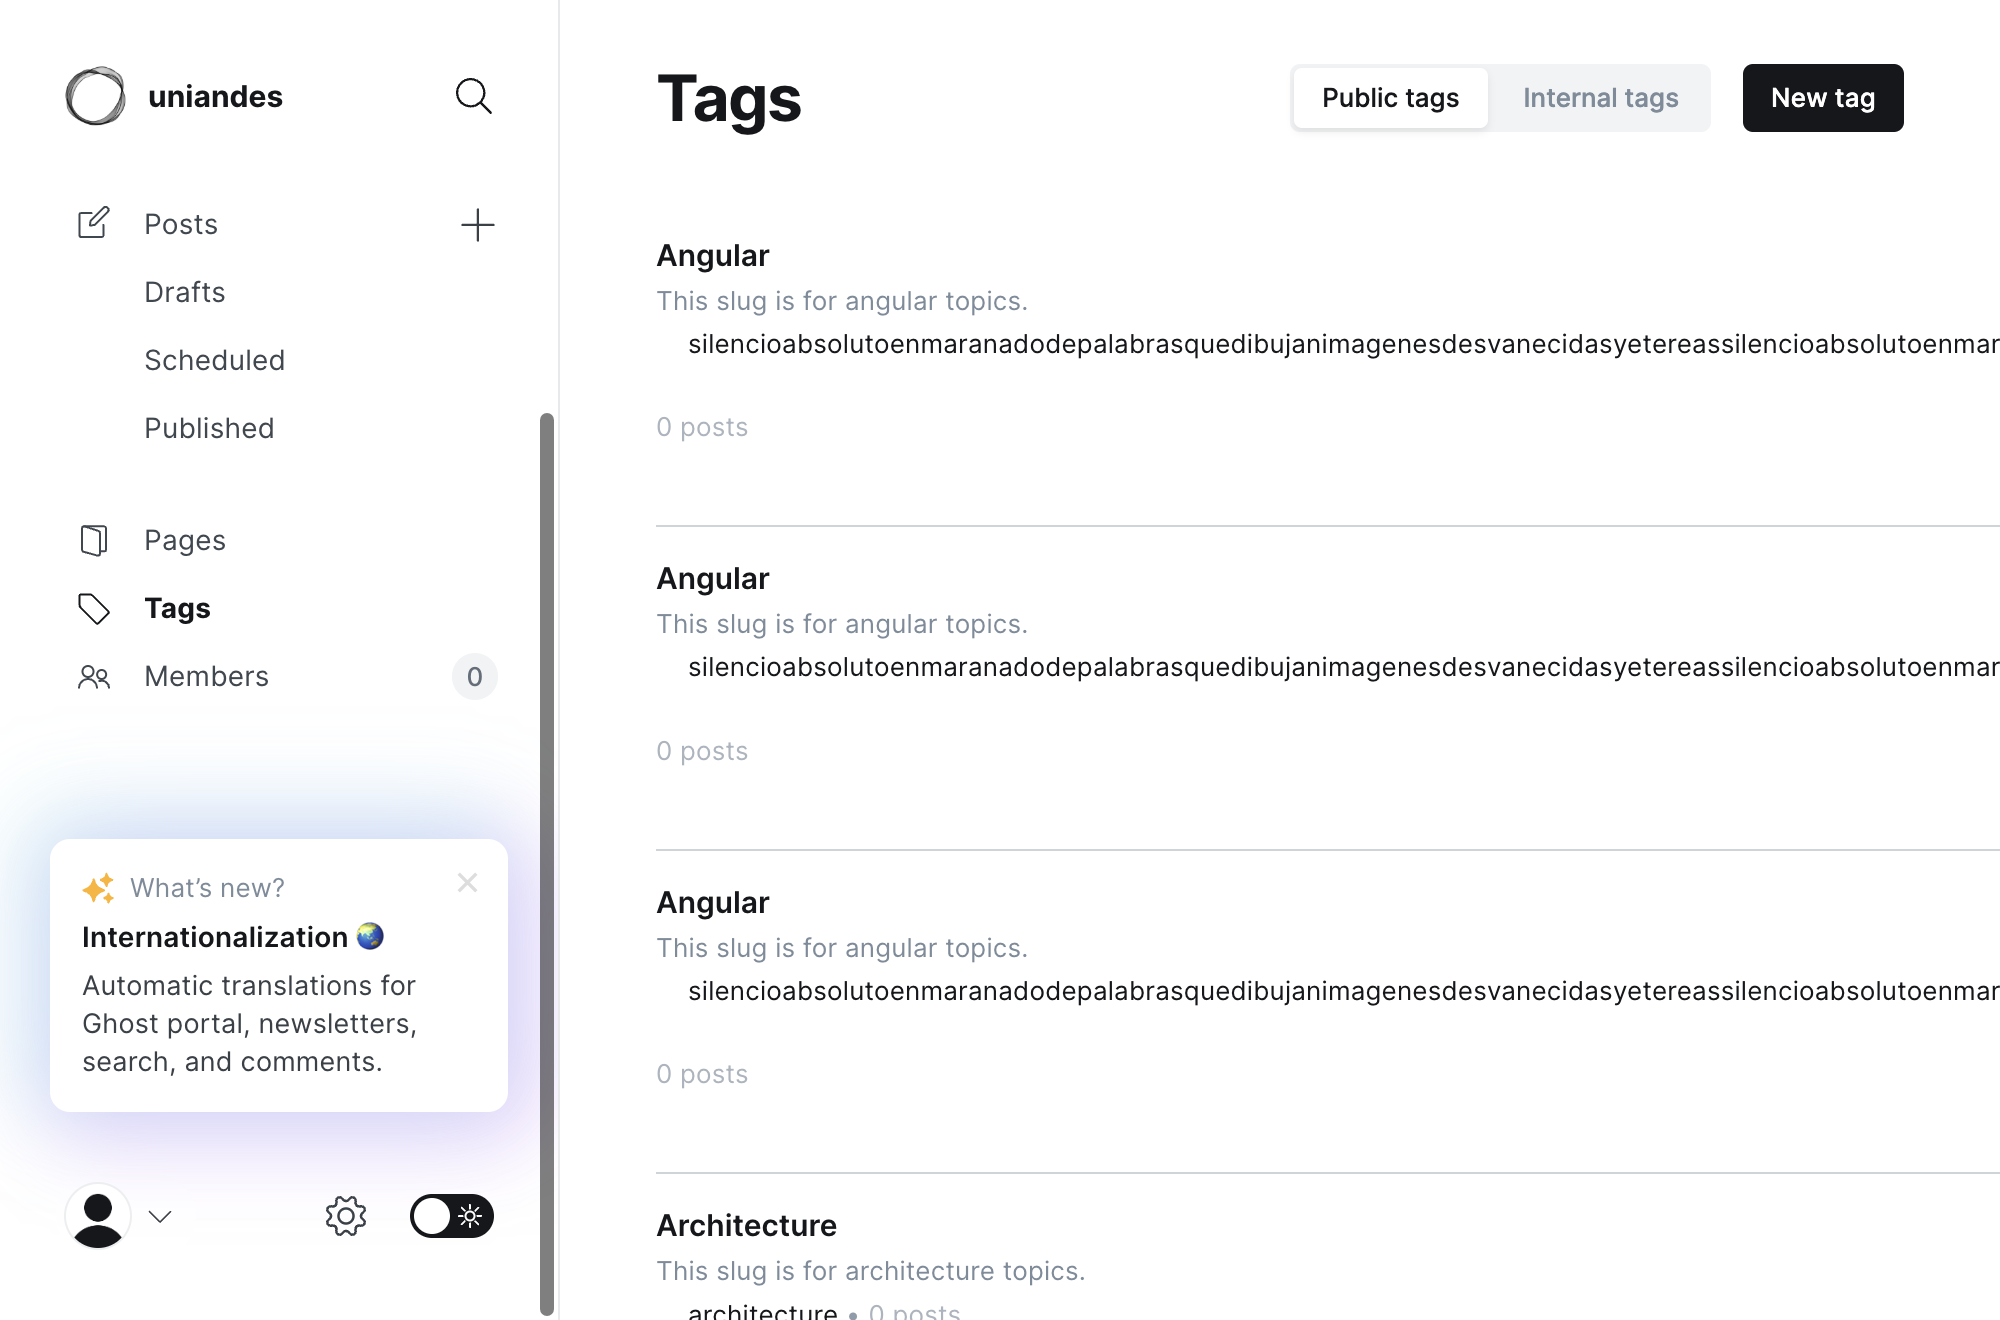 uniandes
Posts
Drafts
Scheduled
Published
Pages
Tags
Members
0
What's new?
Internationalization
Automatic translations for
Ghost portal, newsletters,
search, and comments.
Tags
Public tags
Internal tags
New tag
Angular
This slug is for angular topics.
silencioabsolutoenmaranadodepalabrasquedibujanimagenesdesvanecidasyetereassilencioabsolutoenmar
0 posts
Angular
This slug is for angular topics.
silencioabsolutoenmaranadodepalabrasquedibujanimagenesdesvanecidasyetereassilencioabsolutoenmar
0 posts
Angular
This slug is for angular topics.
silencioabsolutoenmaranadodepalabrasquedibujanimagenesdesvanecidasyetereassilencioabsolutoenmar
0 posts
Architecture
This slug is for architecture topics.
architecture • 0 posts